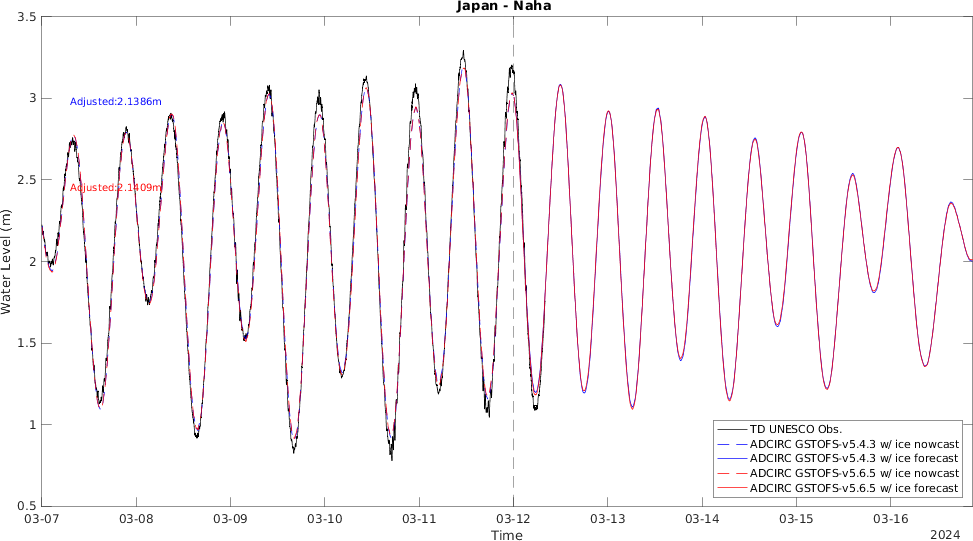 Japan - Naha
3.5
3
2.5
2
1.5
1
0.5
Water Level (m)
Adjusted:2.1386m
Adjusted:2.1409m
TD UNESCO Obs.
ADCIRC GSTOFS-v5.4.3 w/ ice nowcast
ADCIRC GSTOFS-v5.4.3 w/ ice forecast
ADCIRC GSTOFS-v5.6.5 w/ ice nowcast
ADCIRC GSTOFS-v5.6.5 w/ ice forecast
03-07 03-08 03-09 03-10 03-11 03-12 03-13 03-14 03-15 03-16
Time
2024